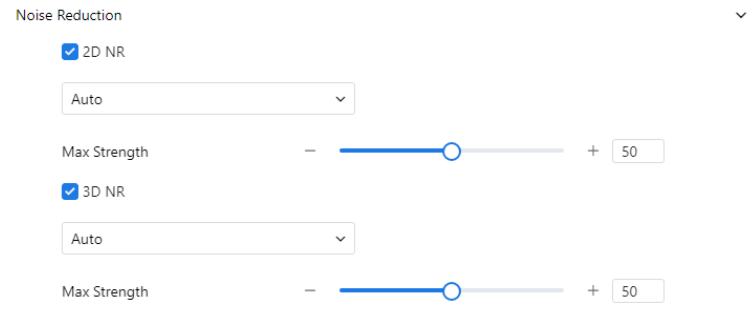 Noise Reduction
2D NR
Auto
Max Strength − + 50
3D NR
Auto
Max Strength − + 50